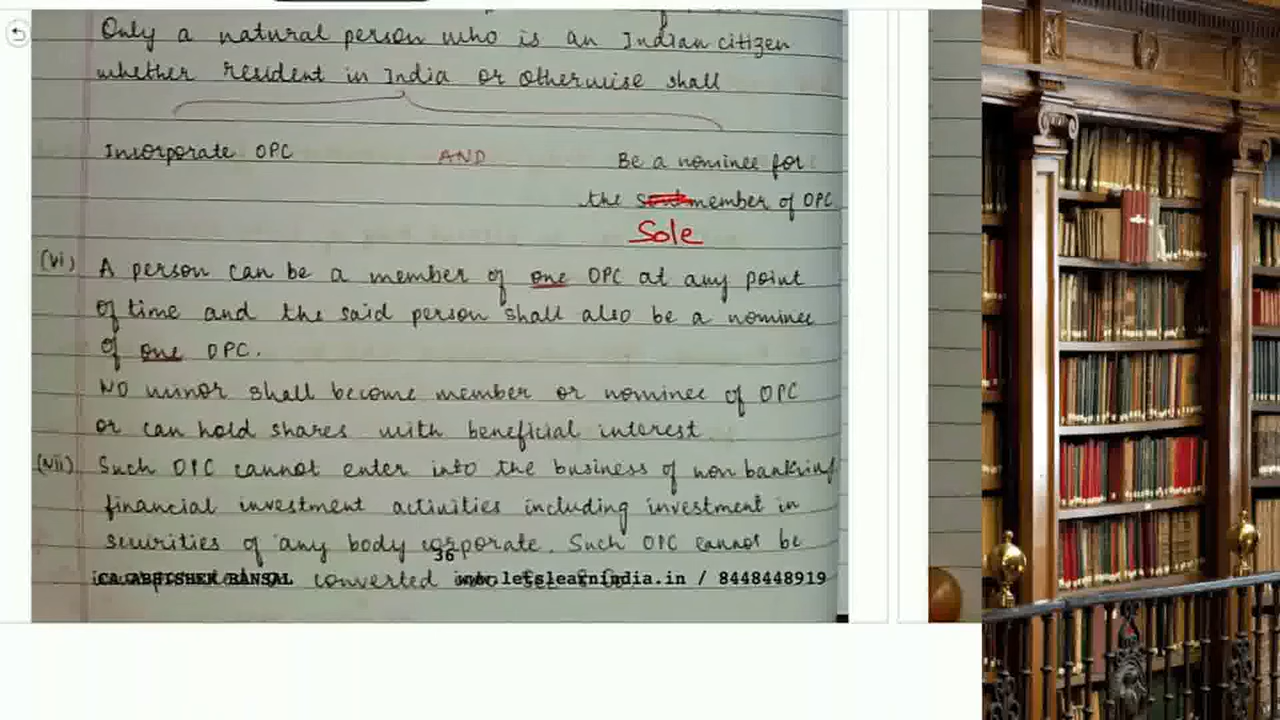 Only a natural person who is an Indian citizen
whether resident in India or otherwise shall
Incorporate OPC AND Be a nominee for
the member of OPC
Sole
(vi) A person can be a member of one OPC at any point
of time and the said person shall also be a nominee
of one OPC.
NO minor shall become member or nominee of OPC
or can hold shares with beneficial interest
(vii) Such OPC cannot enter into the business of non banking
financial investment activities including investment in
securities of any body corporate. Such OPC cannot be
36
converted
CA ABHISHEK BANSAL www.letslearnindia.in / 8448448919